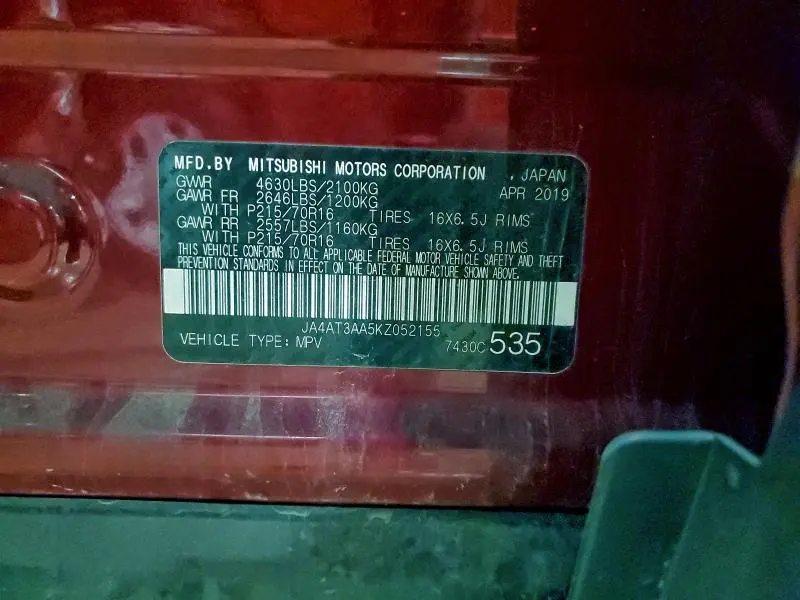 MFD.BY MITSUBISHI MOTORS CORPORATION , JAPAN
GVWR 4630LBS/2100KG APR 2019
GAWR FR 2646LBS/1200KG
WITH P215/70R16 TIRES 16X6.5J RIMS
GAWR RR 2557LBS/1160KG
WITH P215/70R16 TIRES 16X6.5J RIMS
THIS VEHICLE CONFORMS TO ALL APPLICABLE FEDERAL MOTOR VEHICLE SAFETY AND THEFT
PREVENTION STANDARDS IN EFFECT ON THE DATE OF MANUFACTURE SHOWN ABOVE.
JA4AT3AA5KZ052155
VEHICLE TYPE: MPV 7430C 535